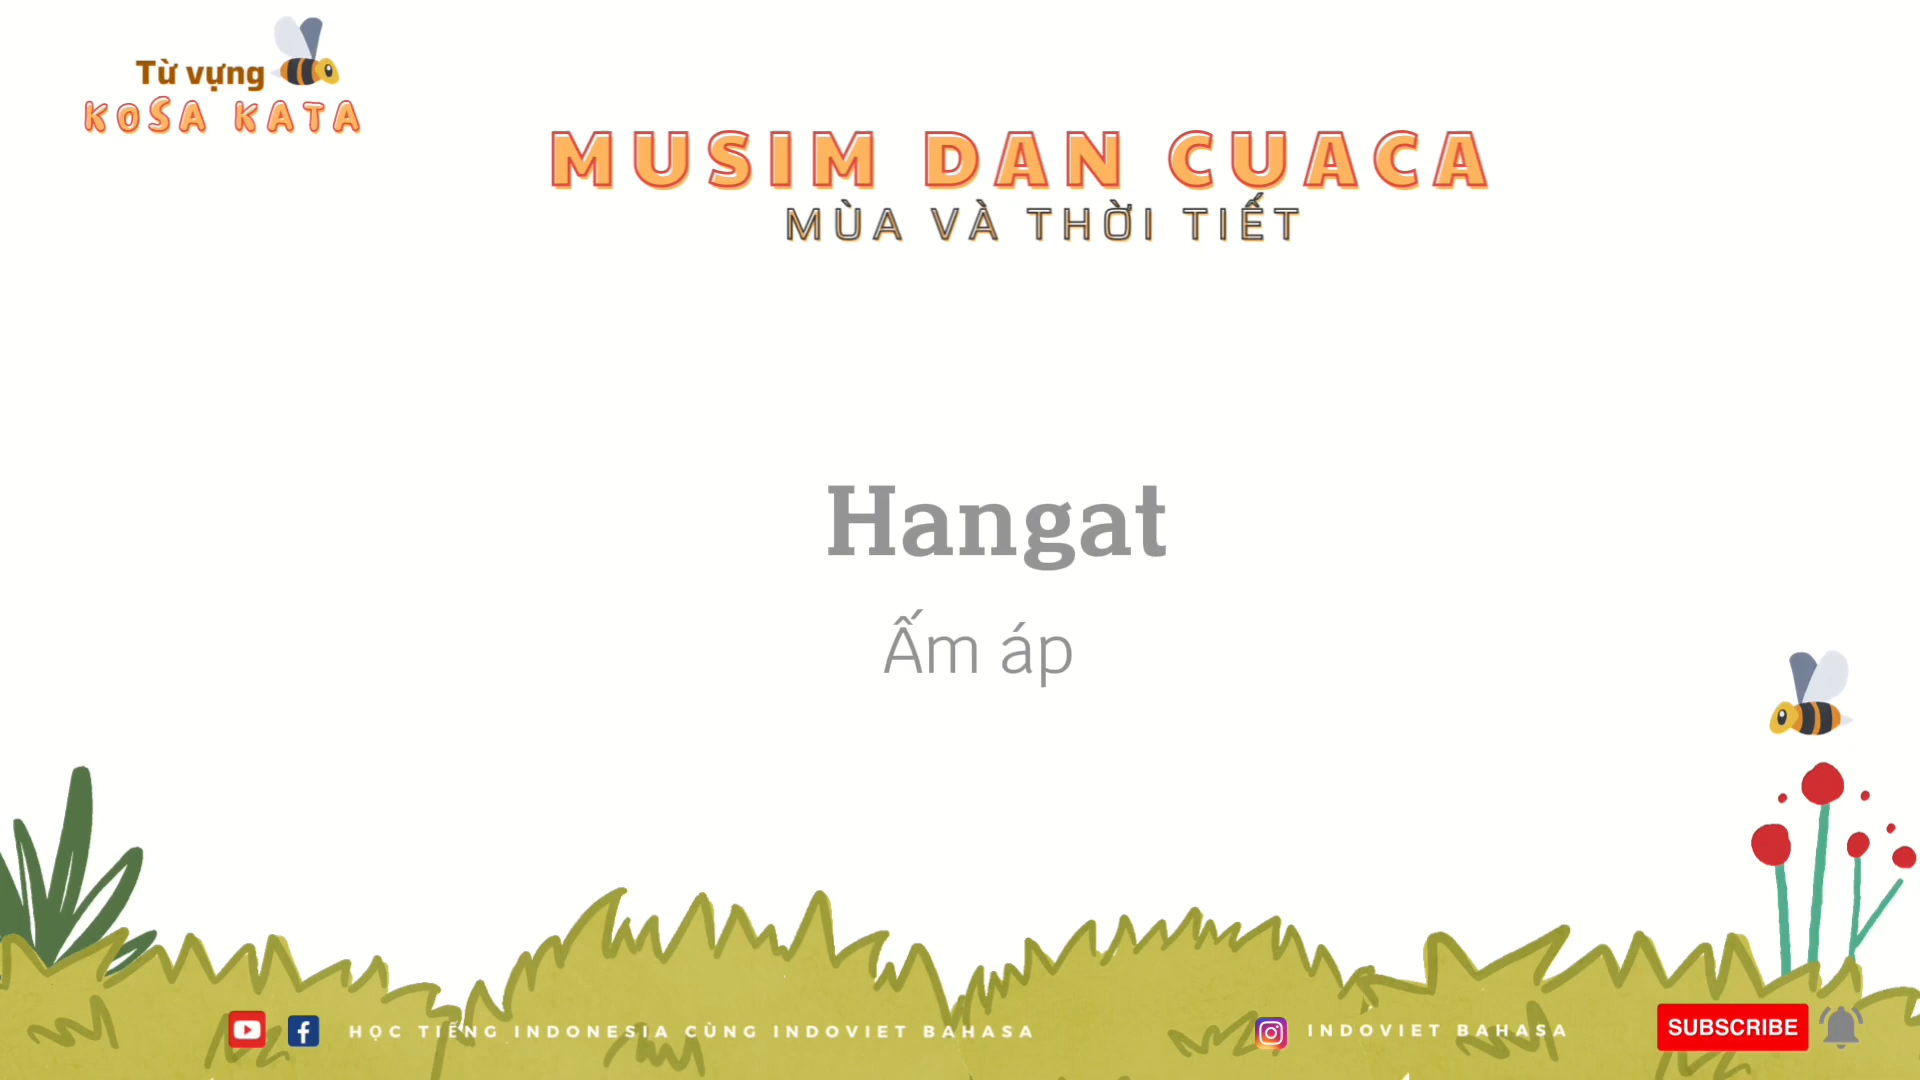 Từ vựng
KOSA KATA
MUSIM DAN CUACA
MÙA VÀ THỜI TIẾT
Hangat
Ấm áp
HỌC TIẾNG INDONESIA CÙNG INDOVIET BAHASA
INDOVIET BAHASA
SUBSCRIBE